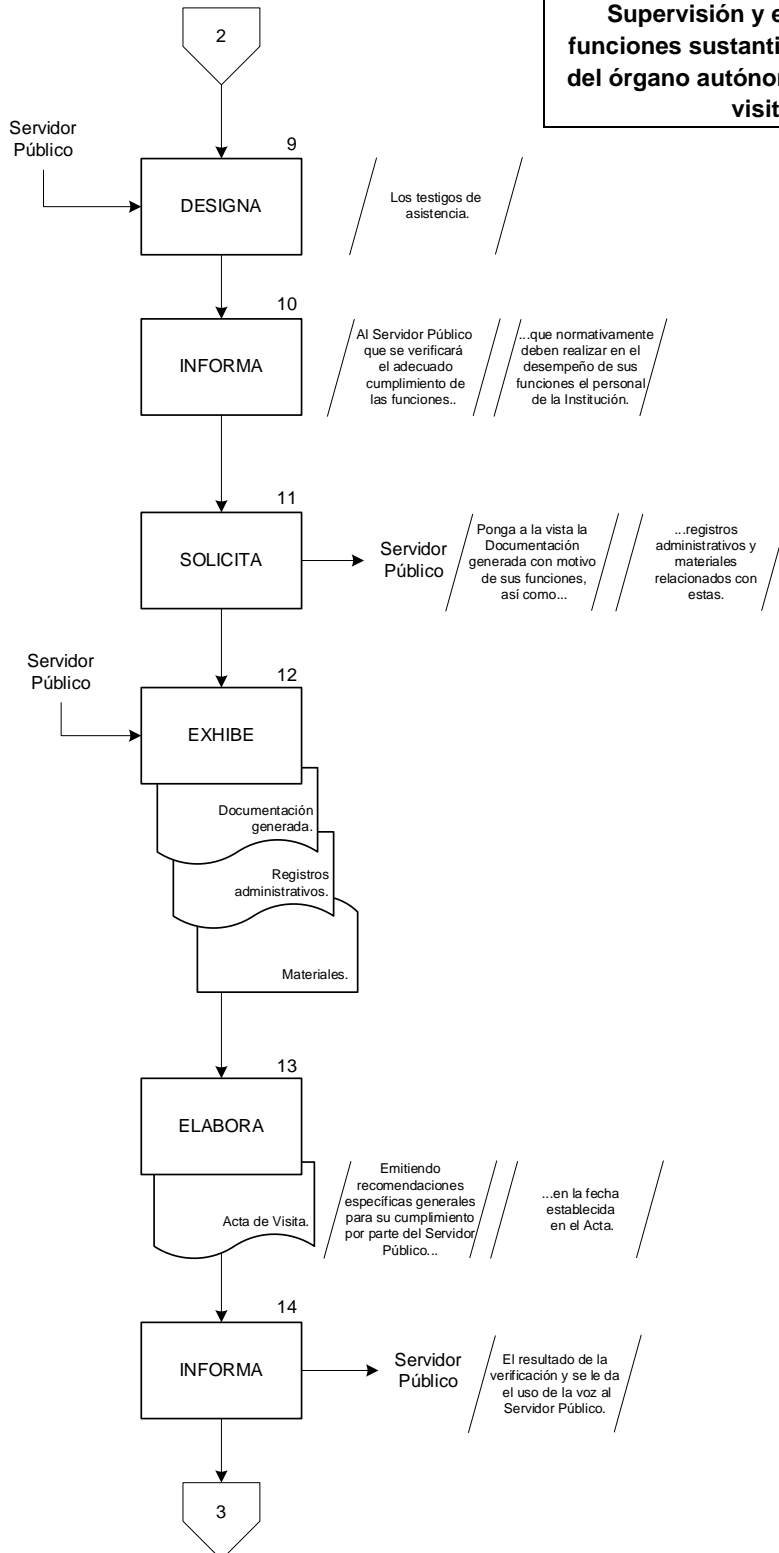 Supervisión y e
funciones sustanti
del órgano autóno
visit
2
Servidor
Público
9
DESIGNA
Los testigos de
asistencia.
10
INFORMA
Al Servidor Público
que se verificará
el adecuado
cumplimiento de
las funciones..
...que normativamente
deben realizar en el
desempeño de sus
funciones el personal
de la Institución.
11
SOLICITA
Servidor
Público
Ponga a la vista la
Documentación
generada con motivo
de sus funciones,
así como...
...registros
administrativos y
materiales
relacionados con
estas.
Servidor
Público
12
EXHIBE
Documentación
generada.
Registros
administrativos.
Materiales.
13
ELABORA
Acta de Visita.
Emitiendo
recomendaciones
específicas generales
para su cumplimiento
por parte del Servidor
Público...
...en la fecha
establecida
en el Acta.
14
INFORMA
Servidor
Público
El resultado de la
verificación y se le da
el uso de la voz al
Servidor Público.
3